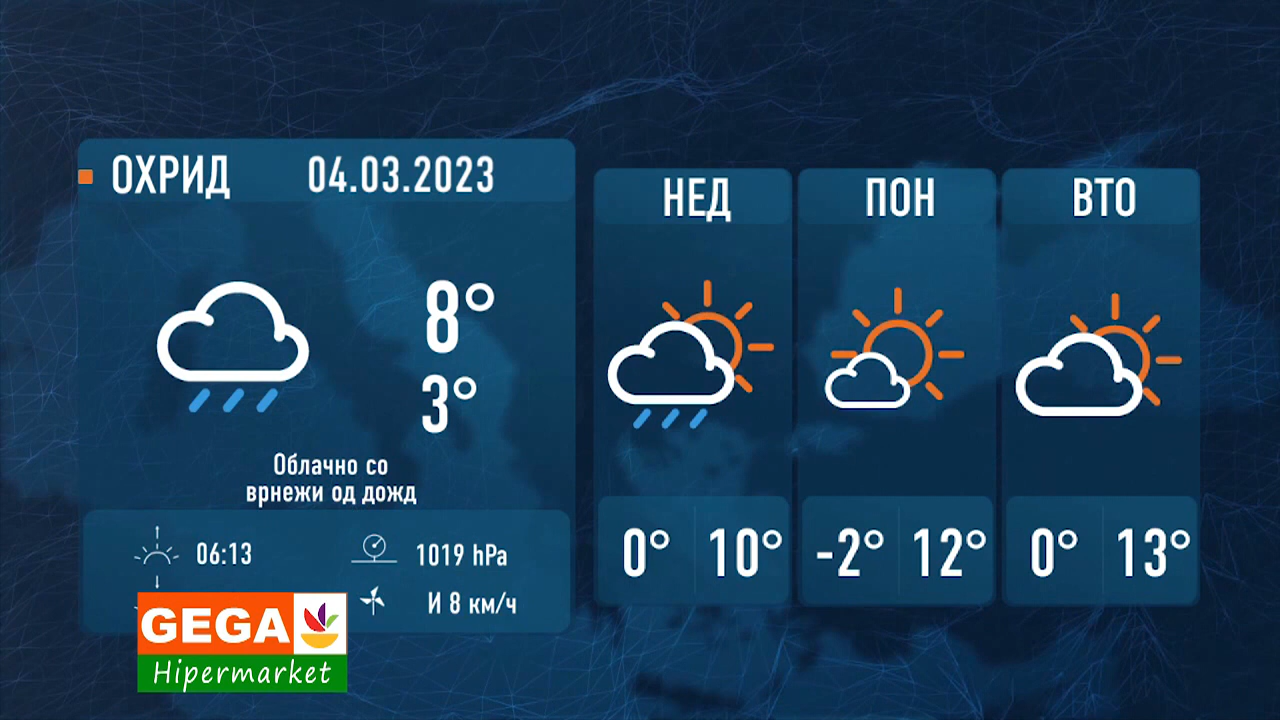 ОХРИД 04.03.2023
8°
3°
Облачно со
врнежи од дожд
06:13
1019 hPa
И 8 км/ч
GEGA
Hipermarket
НЕД
0° 10°
ПОН
-2° 12°
ВТО
0° 13°